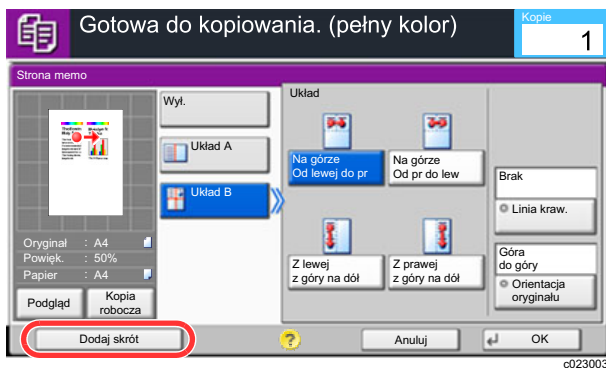 Gotowa do kopiowania. (pełny kolor)
Kopie
1
Strona memo
Wył.
Układ A
Układ B
Układ
Na górze
Od lewej do pr
Na górze
Od pr do lew
Z lewej
z góry na dół
Z prawej
z góry na dół
Brak
Linia kraw.
Góra
do góry
Orientacja
oryginału
Oryginał : A4
Powięk. : 50%
Papier : A4
Podgląd
Kopia
robocza
Dodaj skrót
?
Anuluj
OK
c023003